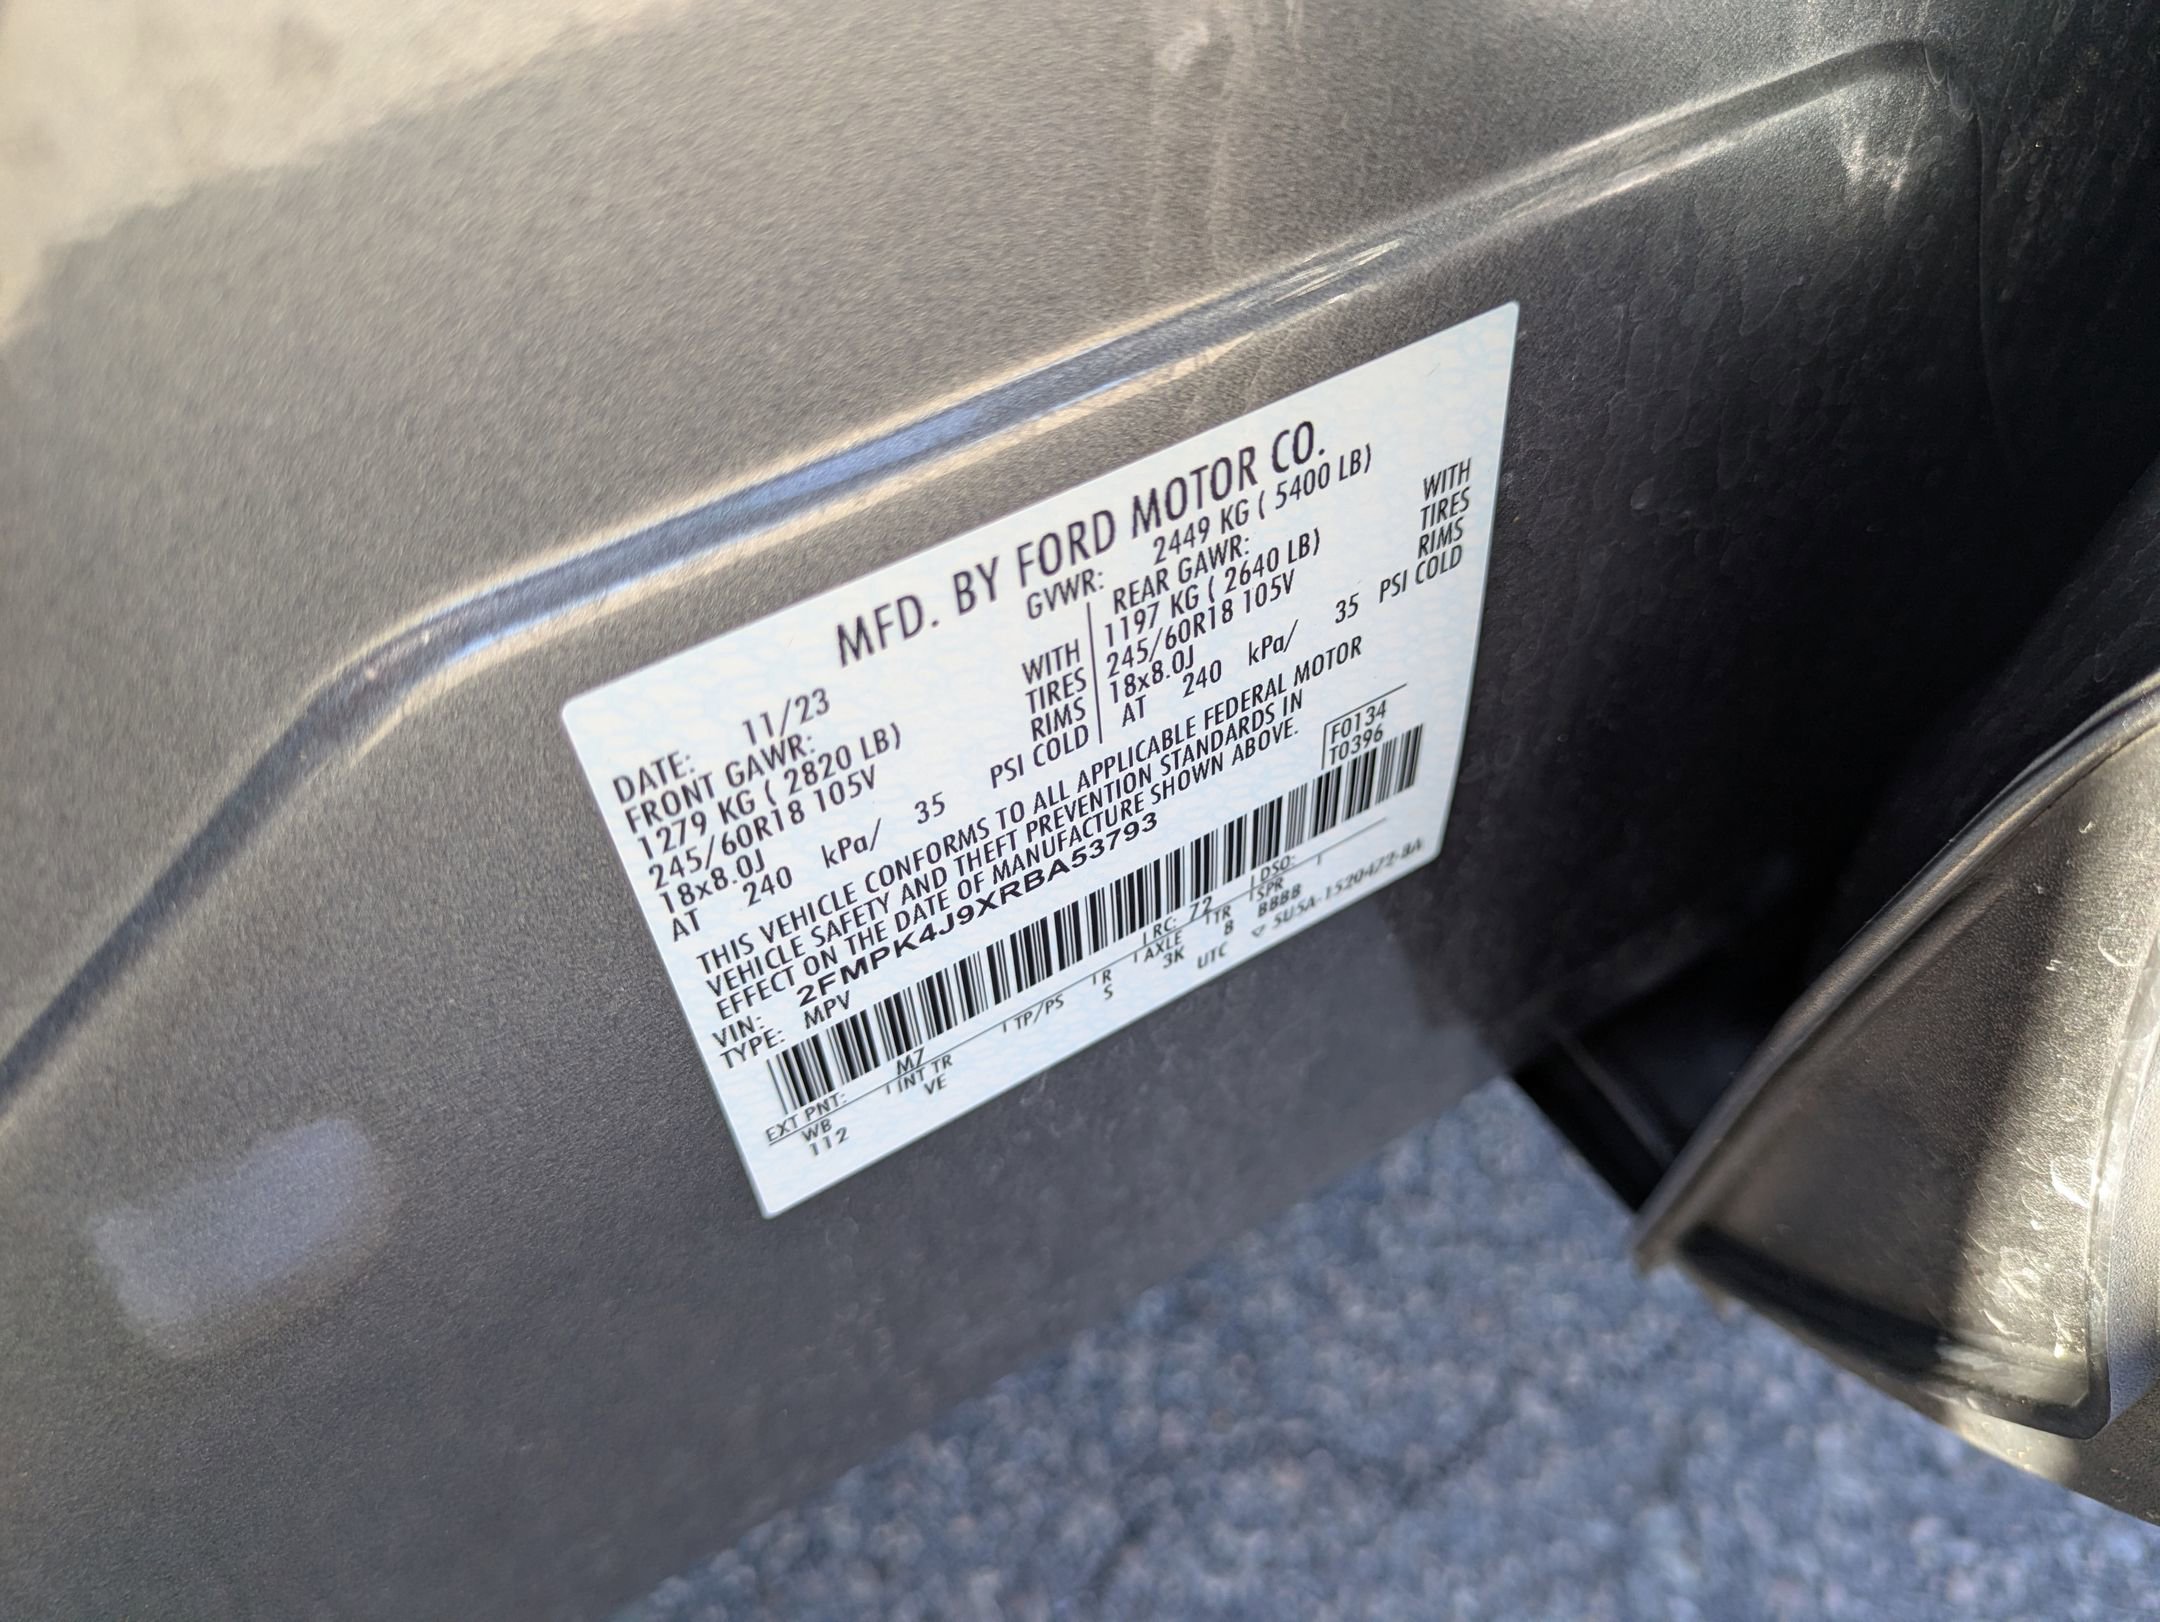 MFD. BY FORD MOTOR CO.
DATE: 11/23 GVWR: 2449 KG ( 5400 LB)
FRONT GAWR: REAR GAWR:
1279 KG ( 2820 LB) WITH 1197 KG ( 2640 LB) WITH
245/60R18 105V TIRES 245/60R18 105V TIRES
18x8.0J RIMS 18x8.0J RIMS
AT 240 kPa/ 35 PSI COLD AT 240 kPa/ 35 PSI COLD
THIS VEHICLE CONFORMS TO ALL APPLICABLE FEDERAL MOTOR
VEHICLE SAFETY AND THEFT PREVENTION STANDARDS IN
EFFECT ON THE DATE OF MANUFACTURE SHOWN ABOVE.
VIN: 2FMPK4J9XRBA53793 F0134
TYPE: MPV T0396
EXT PNT: M7 RC: 72 DSO:
WB INT TR TP/PS R AXLE TR SPR
112 VE S 3K 8 BBBB
UTC 5U5A-1520472-BA